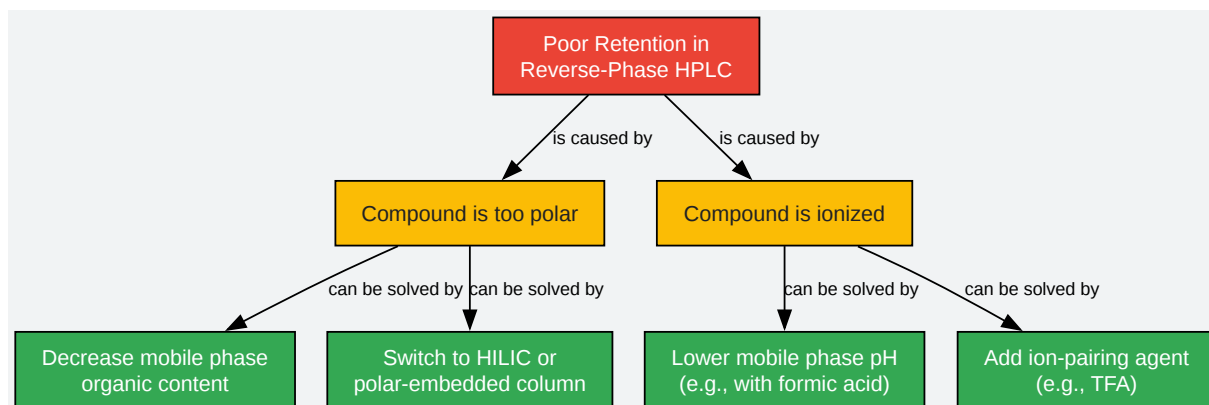 Poor Retention in
Reverse-Phase HPLC
is caused by
is caused by
Compound is too polar
Compound is ionized
can be solved by
can be solved by
can be solved by
can be solved by
Decrease mobile phase
organic content
Switch to HILIC or
polar-embedded column
Lower mobile phase pH
(e.g., with formic acid)
Add ion-pairing agent
(e.g., TFA)